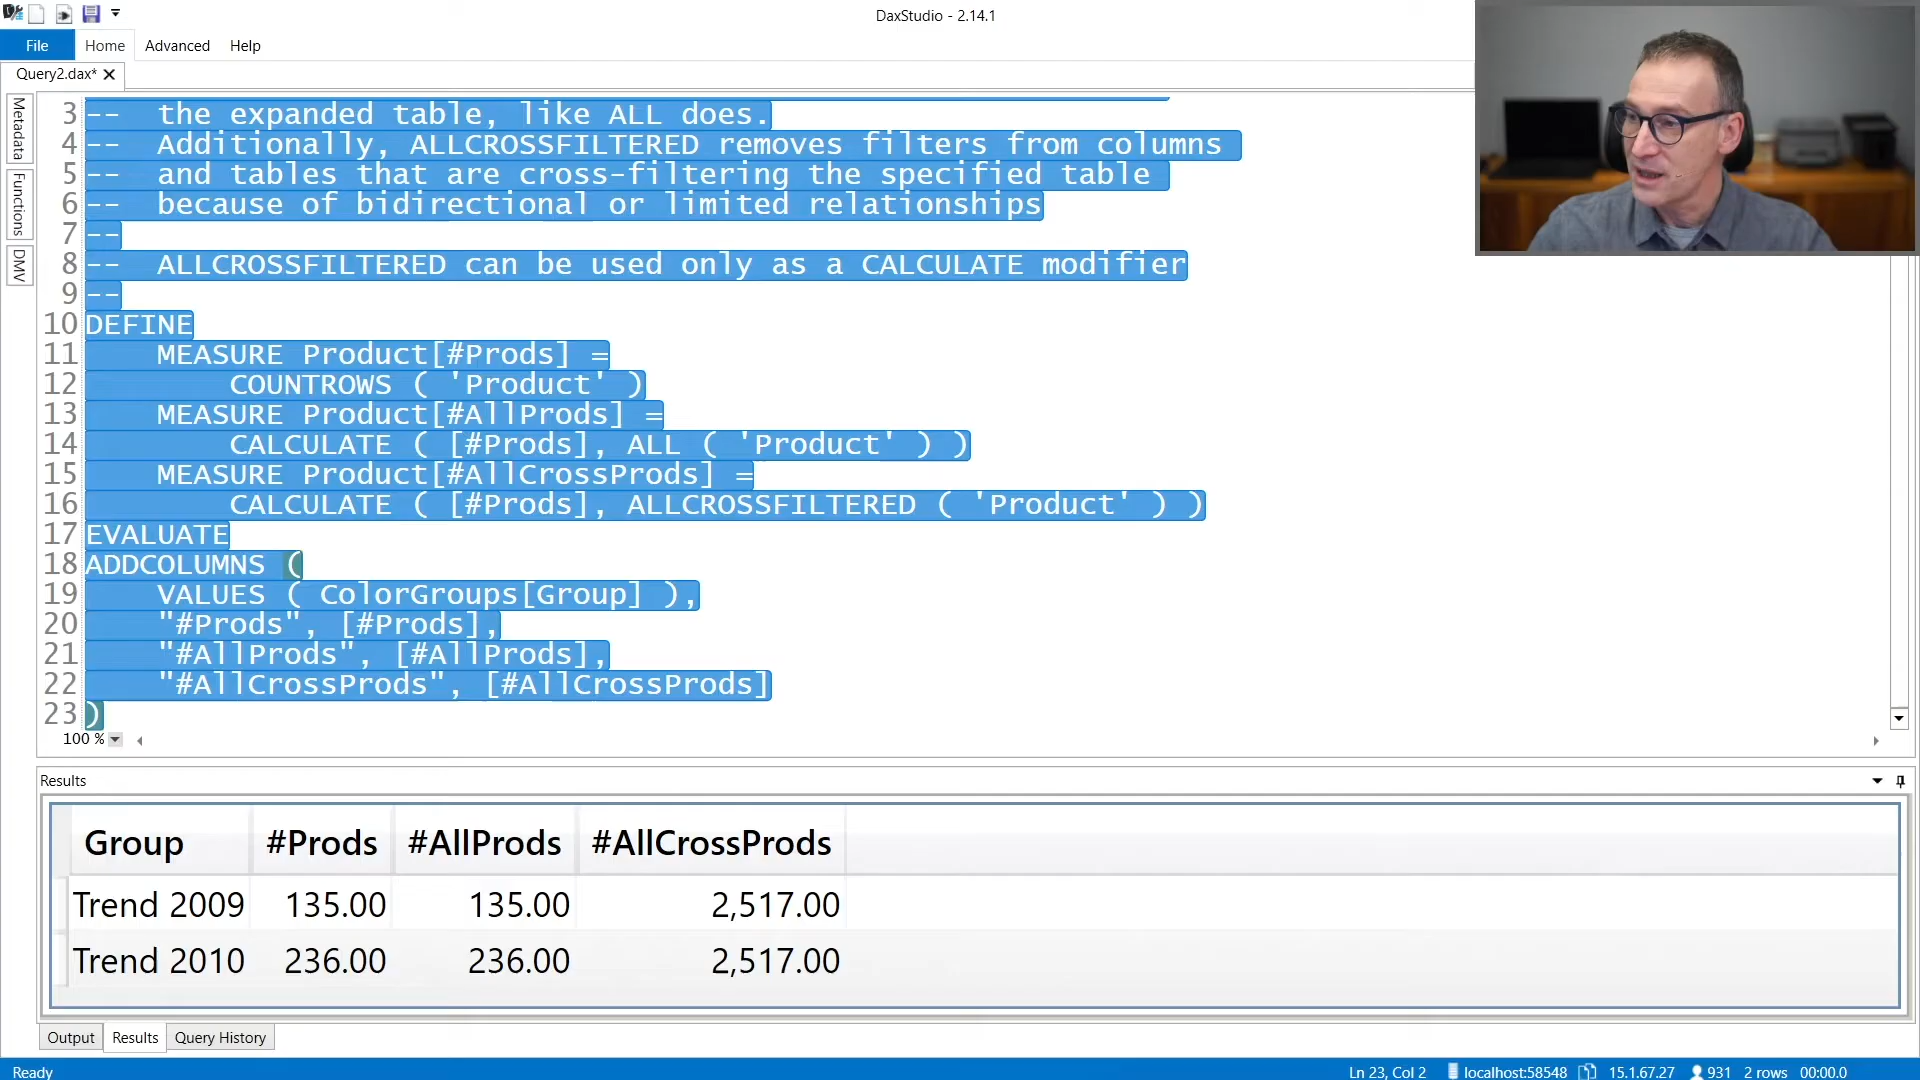 DaxStudio - 2.14.1
File Home Advanced Help
Query2.dax*
Metadata
Functions
DMV
3 -- the expanded table, like ALL does.
4 -- Additionally, ALLCROSSFILTERED removes filters from columns
5 -- and tables that are cross-filtering the specified table
6 -- because of bidirectional or limited relationships
7 --
8 -- ALLCROSSFILTERED can be used only as a CALCULATE modifier
9 --
10 DEFINE
11 MEASURE Product[#Prods] =
12 COUNTROWS ( 'Product' )
13 MEASURE Product[#AllProds] =
14 CALCULATE ( [#Prods], ALL ( 'Product' ) )
15 MEASURE Product[#AllCrossProds] =
16 CALCULATE ( [#Prods], ALLCROSSFILTERED ( 'Product' ) )
17 EVALUATE
18 ADDCOLUMNS (
19 VALUES ( ColorGroups[Group] ),
20 "#Prods", [#Prods],
21 "#AllProds", [#AllProds],
22 "#AllCrossProds", [#AllCrossProds]
23 )
100 %
Results
Group #Prods #AllProds #AllCrossProds
Trend 2009 135.00 135.00 2,517.00
Trend 2010 236.00 236.00 2,517.00
Output Results Query History
Ready Ln 23, Col 2 localhost:58548 15.1.67.27 931 2 rows 00:00.0